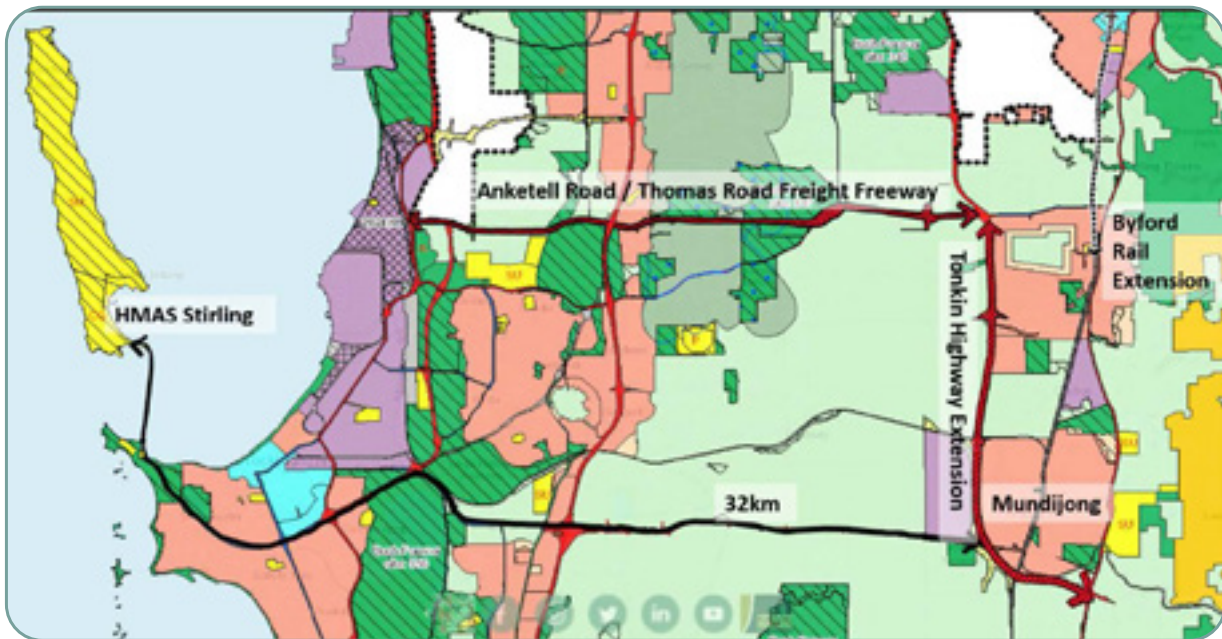 Anketell Road / Thomas Road Freight Freeway
Byford
Rail
Extension
HMAS Stirling
Tonkin Highway Extension
32km
Mundijong